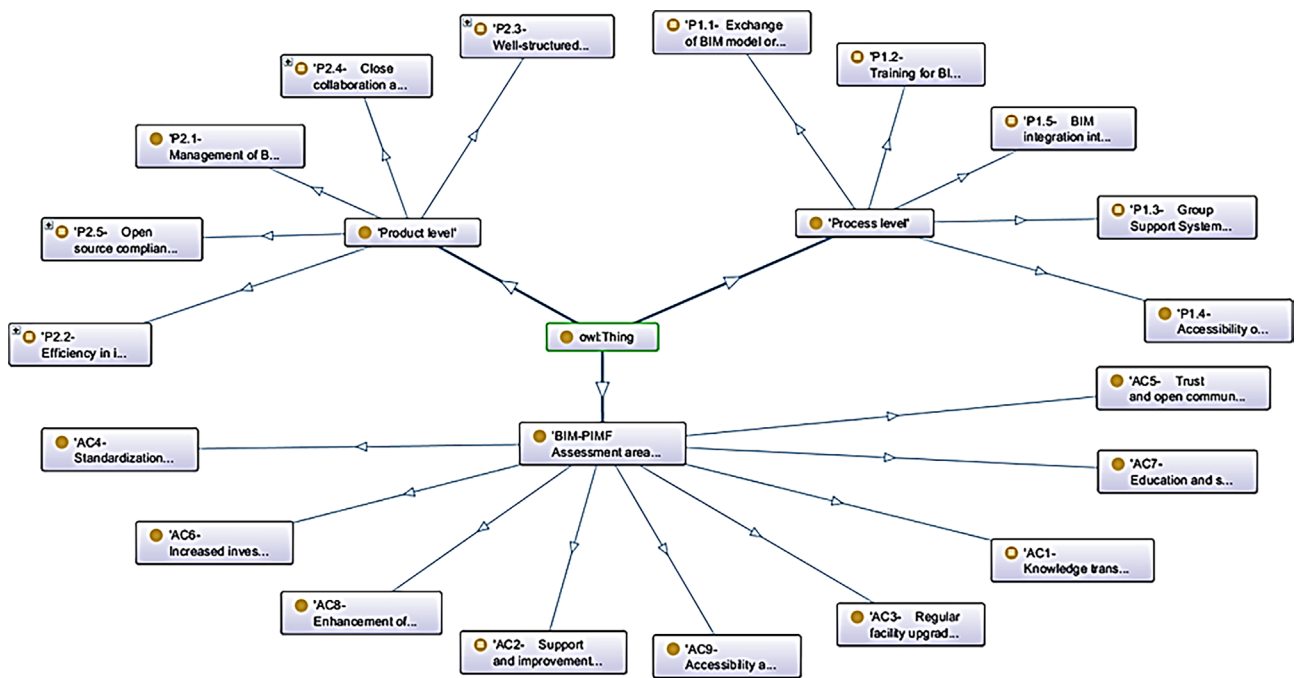 'P2.3-
Well-structured...
'P1.1-  Exchange
of BIM model or...
'P2.4-  Close
collaboration a...
'P1.2-
Training for BI...
'P2.1-
Management of B...
'P1.5-  BIM
integration int...
'P2.5-  Open
source complian...
'Product level'
'Process level'
'P1.3-  Group
Support System...
'P2.2-
Efficiency in i...
owl:Thing
'P1.4-
Accessibility o...
'AC5-  Trust
and open commun...
'AC4-
Standardization...
'BIM-PIMF
Assessment area...
'AC7-
Education and s...
'AC6-
Increased inves...
'AC1-
Knowledge trans...
'AC8-
Enhancement of...
'AC2-  Support
and improvement...
'AC9-
Accessibility a...
'AC3-  Regular
facility upgrad...